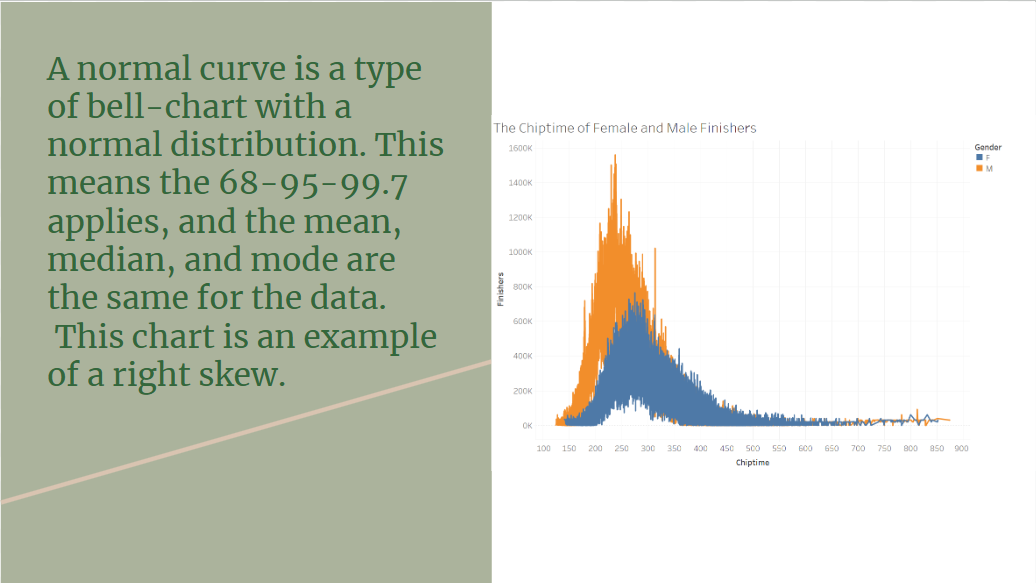 A normal curve is a type
of bell-chart with a
normal distribution. This
means the 68-95-99.7
applies, and the mean,
median, and mode are
the same for the data.
This chart is an example
of a right skew.
The Chiptime of Female and Male Finishers
Gender
F
M
1600K
1400K
1200K
1000K
800K
600K
400K
200K
0K
Finishers
100 150 200 250 300 350 400 450 500 550 600 650 700 750 800 850 900
Chiptime